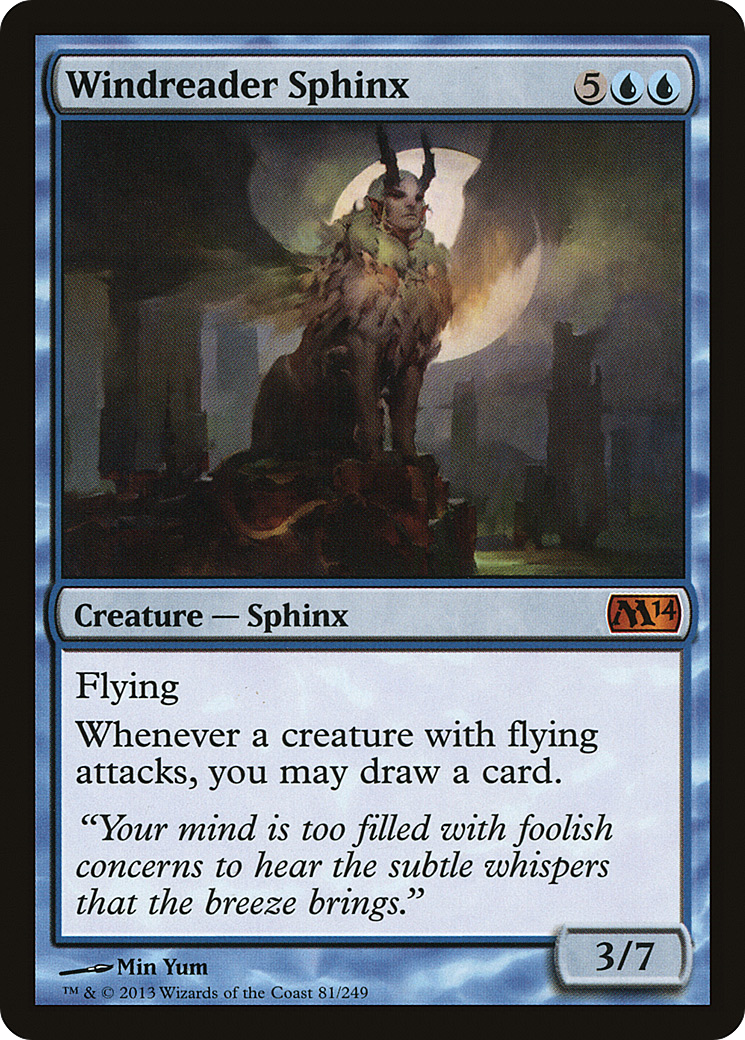 Windreader Sphinx 5
Creature — Sphinx M14
Flying
Whenever a creature with flying
attacks, you may draw a card.
“Your mind is too filled with foolish
concerns to hear the subtle whispers
that the breeze brings.”
3/7
Min Yum
™ & © 2013 Wizards of the Coast 81/249